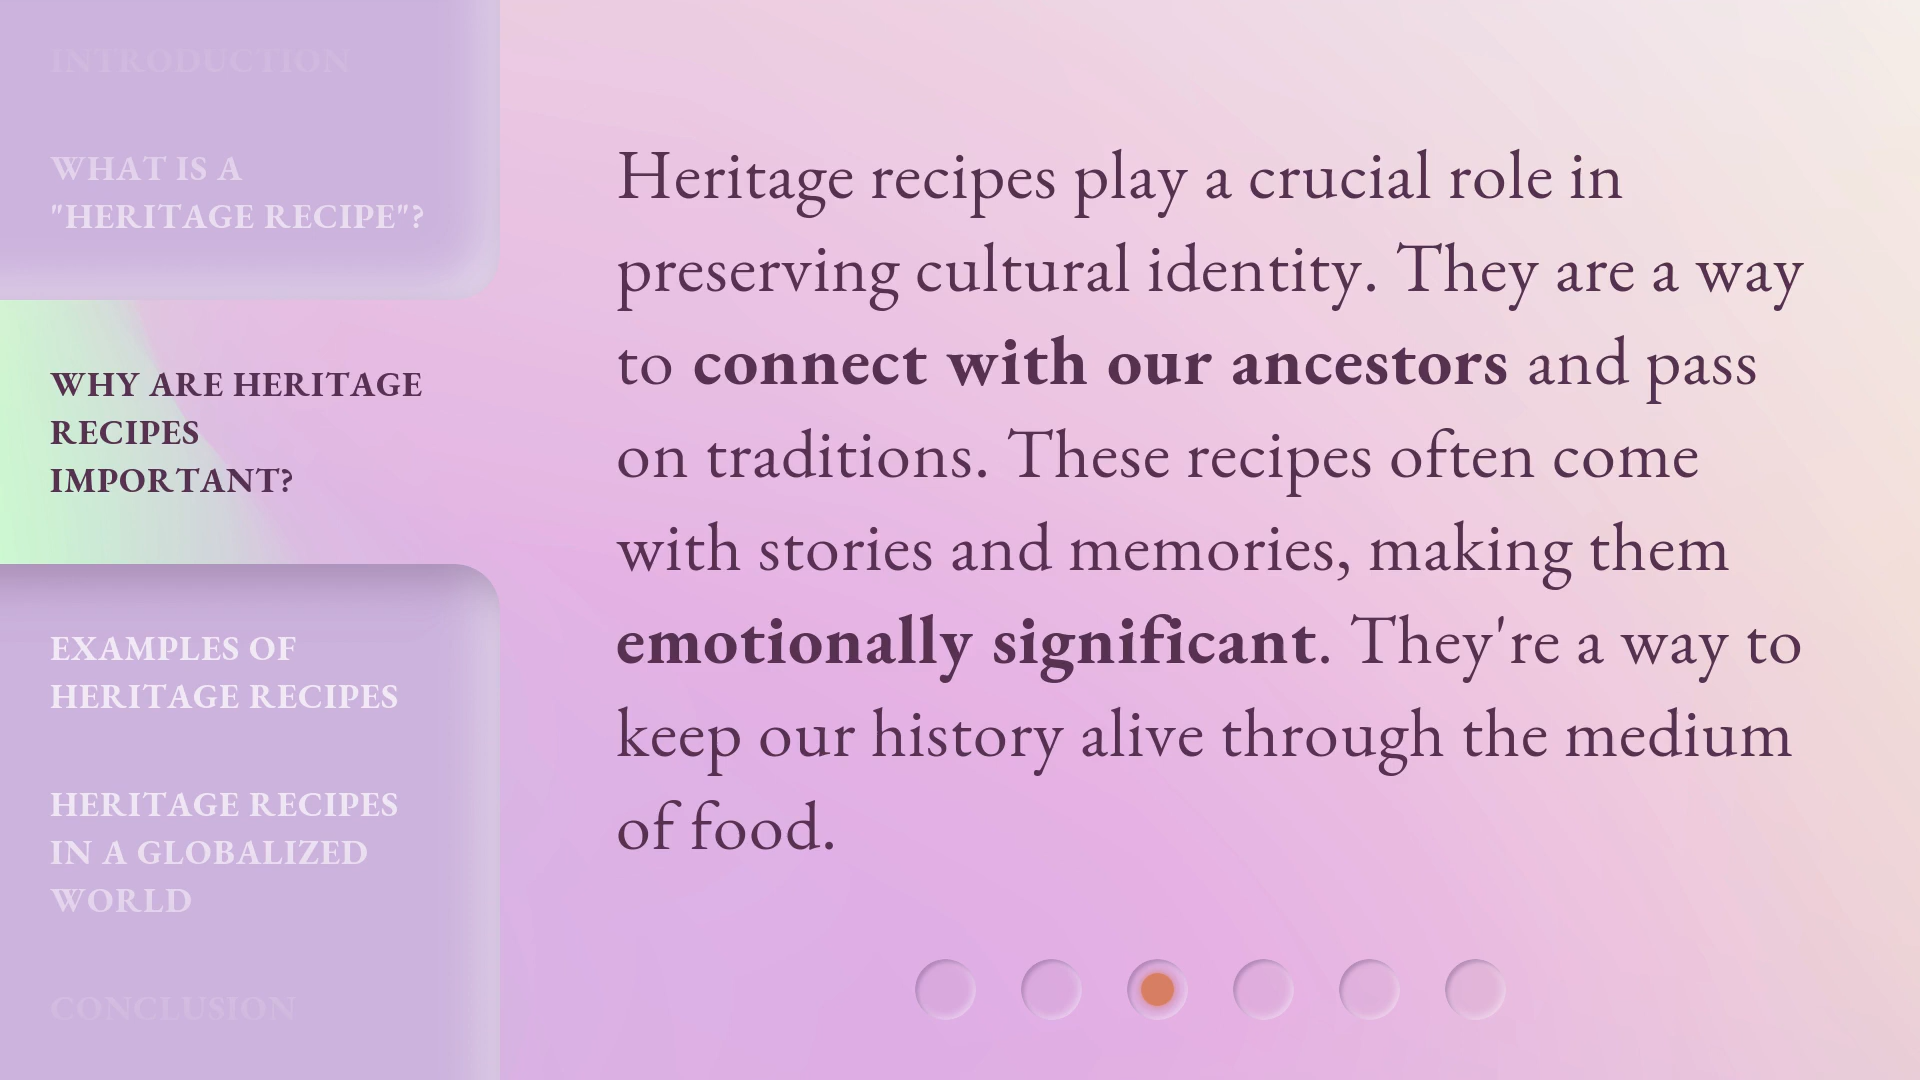 INTRODUCTION
WHAT IS A
"HERITAGE RECIPE"?
WHY ARE HERITAGE
RECIPES
IMPORTANT?
EXAMPLES OF
HERITAGE RECIPES
HERITAGE RECIPES
IN A GLOBALIZED
WORLD
CONCLUSION
Heritage recipes play a crucial role in
preserving cultural identity. They are a way
to connect with our ancestors and pass
on traditions. These recipes often come
with stories and memories, making them
emotionally significant. They're a way to
keep our history alive through the medium
of food.